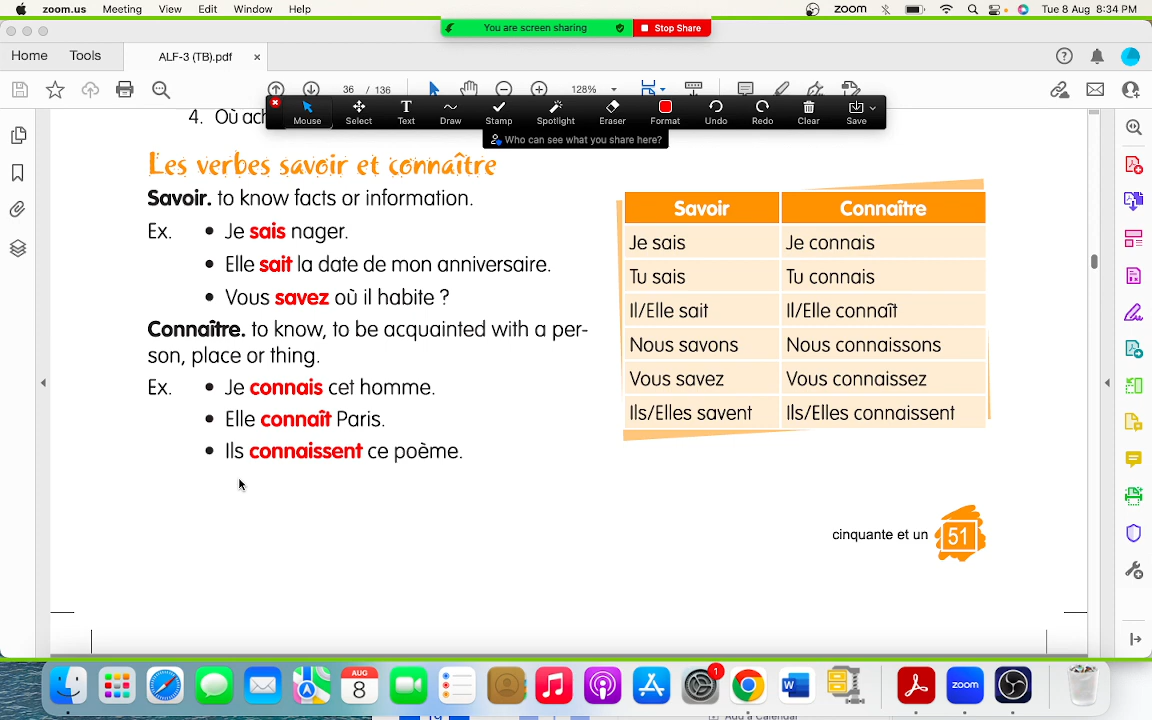 zoom.us Meeting View Edit Window Help
zoom Tue 8 Aug 8:34 PM
You are screen sharing Stop Share
Home Tools ALF-3 (TB).pdf ×
36 / 136 128%
Mouse Select Text Draw Stamp Spotlight Eraser Format Undo Redo Clear Save
Who can see what you share here?
4. Où
Les verbes savoir et connaître
Savoir. to know facts or information.
Ex. • Je sais nager.
• Elle sait la date de mon anniversaire.
• Vous savez où il habite ?
Connaître. to know, to be acquainted with a per-
son, place or thing.
Ex. • Je connais cet homme.
• Elle connaît Paris.
• Ils connaissent ce poème.
Savoir Connaître
Je sais Je connais
Tu sais Tu connais
Il/Elle sait Il/Elle connaît
Nous savons Nous connaissons
Vous savez Vous connaissez
Ils/Elles savent Ils/Elles connaissent
cinquante et un 51
AUG
8
1
W
zoom
Add a Calendar